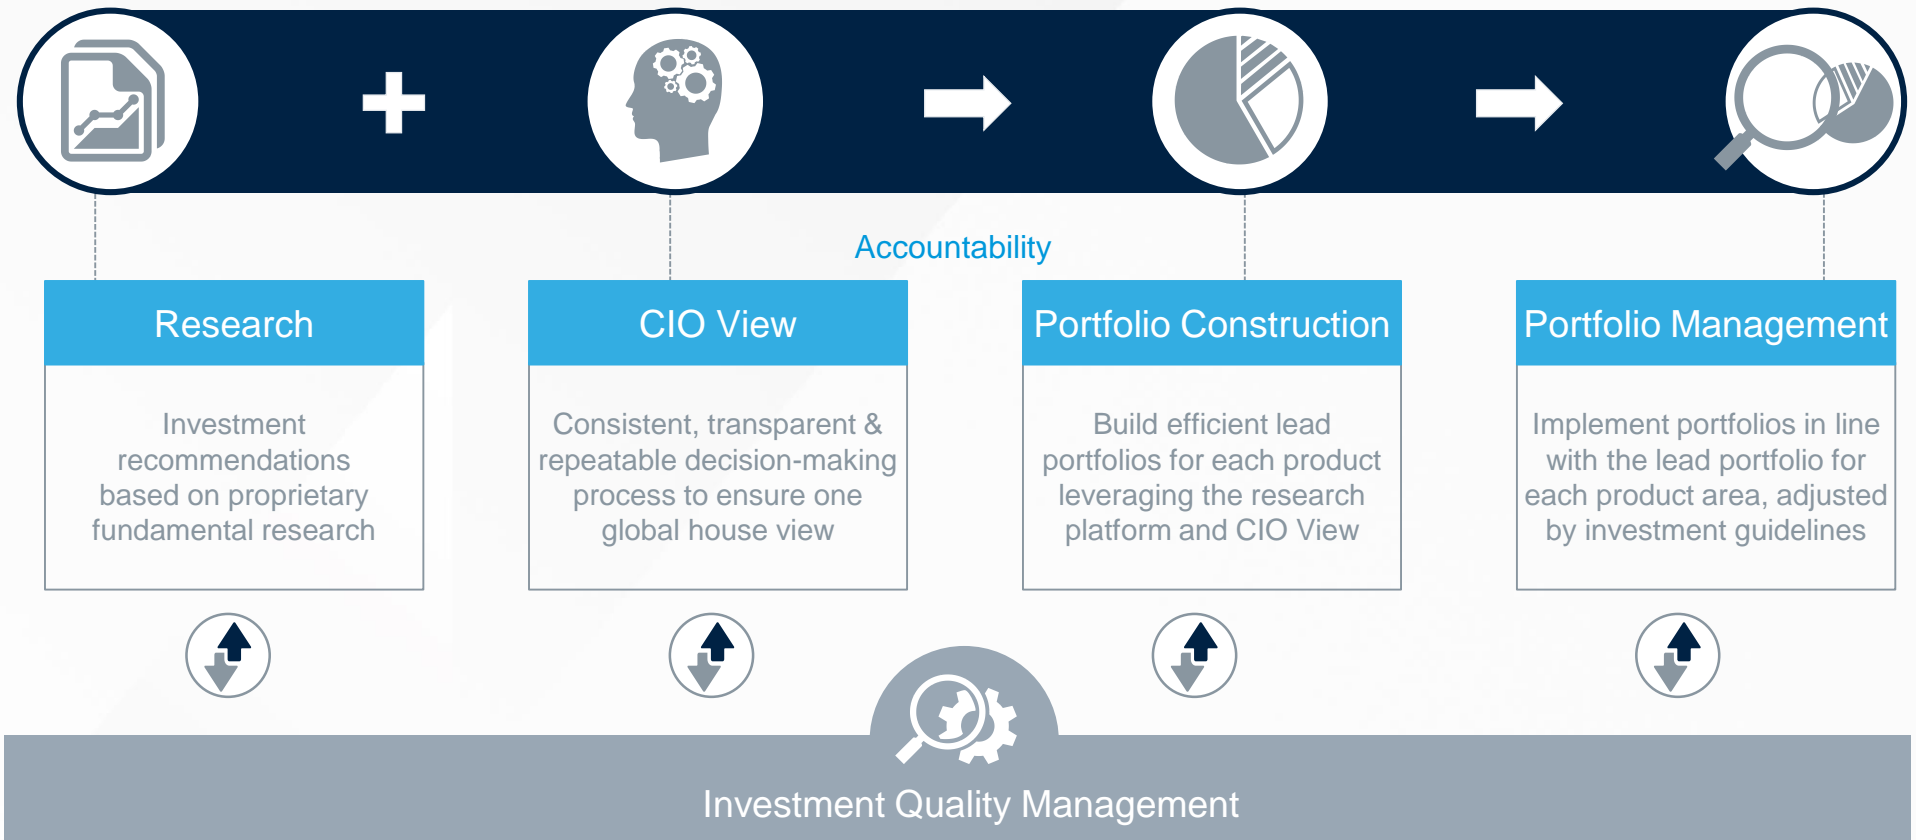 Accountability
Research
Investment
recommendations
based on proprietary
fundamental research
CIO View
Consistent, transparent &
repeatable decision-making
process to ensure one
global house view
Portfolio Construction
Build efficient lead
portfolios for each product
leveraging the research
platform and CIO View
Portfolio Management
Implement portfolios in line
with the lead portfolio for
each product area, adjusted
by investment guidelines
Investment Quality Management